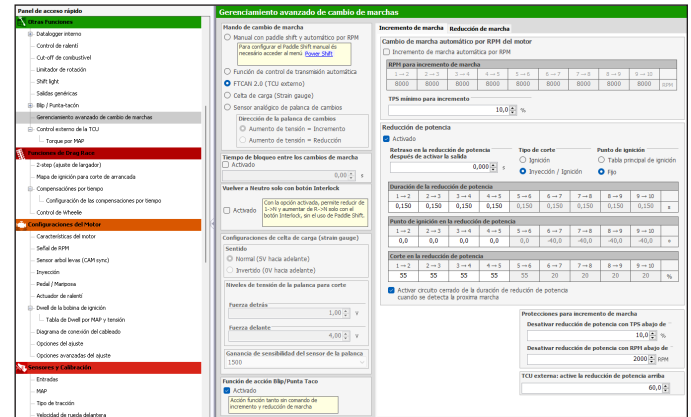 Panel de acceso rápido
Otras Funciones
Datalogger interno
Control de ralentí
Cut-off de combustível
Limitador de rotación
Shift light
Salidas genéricas
Blip / Punta-tacón
Gerenciamiento avanzado de cambio de marchas
Control externo de la TCU
Torque por MAP
Funciones de Drag Race
2-step (ajuste de largador)
Mapa de ignición para corte de arrancada
Compensaciones por tiempo
Configuración de las compensaciones por tiempo
Control de Wheelie
Configuraciones del Motor
Características del motor
Señal de RPM
Sensor arbol levas (CAM sync)
Inyección
Pedal / Mariposa
Actuador de ralentí
Dwell de la bobina de ignición
Tabla de Dwell por MAP y tensión
Diagrama de conexión del cableado
Opciones del ajuste
Opciones avanzadas del ajuste
Sensores y Calibración
Entradas
MAP
Tipo de tracción
Velocidad de rueda delantera
Gerenciamiento avanzado de cambio de marchas
Mando de cambio de marcha
Manual con paddle shift y automático por RPM
Para configurar el Paddle Shift manual és
necesário acceder al menú Power Shift
Función de control de transmisión automática
FTCAN 2.0 (TCU externo)
Celta de carga (Strain gauge)
Sensor analógico de palanca de cambios
Dirección de la palanca de cambios
Aumento de tensión = Incremento
Aumento de tensión = Reducción
Tiempo de bloqueo entre los cambios de marcha
Activado
0,00 s
Vuelver a Neutro solo con botón Interlock
Activado
Con la opción activada, permite reducir de
1->N y aumentar de R->N solo con el
botón Interlock, sin el uso de Paddle Shift.
Configuraciones de celta de carga (strain gauge)
Sentido
Normal (5V hacia adelante)
Invertido (0V hacia adelante)
Niveles de tensión de la palanca para corte
Fuerza detrás
1,00 v
Fuerza delante
4,00 v
Ganancia de sensibilidad del sensor de la palanca
1500
Función de acción Blip/Punta Taco
Activado
Acción función tanto sin comando de
incremento y reducción de marcha
Incremento de marcha Reducción de marcha
Cambio de marcha automático por RPM del motor
Incremento de marcha automático por RPM
RPM para incremento de marcha
1→2 2→3 3→4 4→5 5→6 6→7 7→8 8→9 9→10
8000 8000 8000 8000 8000 8000 8000 8000 8000 RPM
TPS mínimo para incremento
10,0 %
Reducción de potencia
Activado
Retraso en la reducción de potencia
después de activar la salida
0,000 s
Tipo de corte
Ignición
Inyección / Ignición
Punto de ignición
Tabla principal de ignición
Fijo
Duración de la reducción de potencia
1→2 2→3 3→4 4→5 5→6 6→7 7→8 8→9 9→10
0,150 0,150 0,150 0,150 0,150 0,150 0,150 0,150 0,150 s
Punto de ignición en la reducción de potencia
1→2 2→3 3→4 4→5 5→6 6→7 7→8 8→9 9→10
0,0 0,0 0,0 0,0 0,0 -40,0 -40,0 -40,0 -40,0
Corte en la reducción de potencia
1→2 2→3 3→4 4→5 5→6 6→7 7→8 8→9 9→10
55 55 55 55 55 20 20 20 20 %
Activar circuito cerrado de la duración de redución de potencia
cuando se detecta la proxima marcha
Protecciones para incremento de marcha
Desativar reducción de potencia con TPS abajo de
10,0 %
Desativar reducción de potencia con RPM abajo de
2000 RPM
TCU externa: active la reducción de potencia arriba
60,0